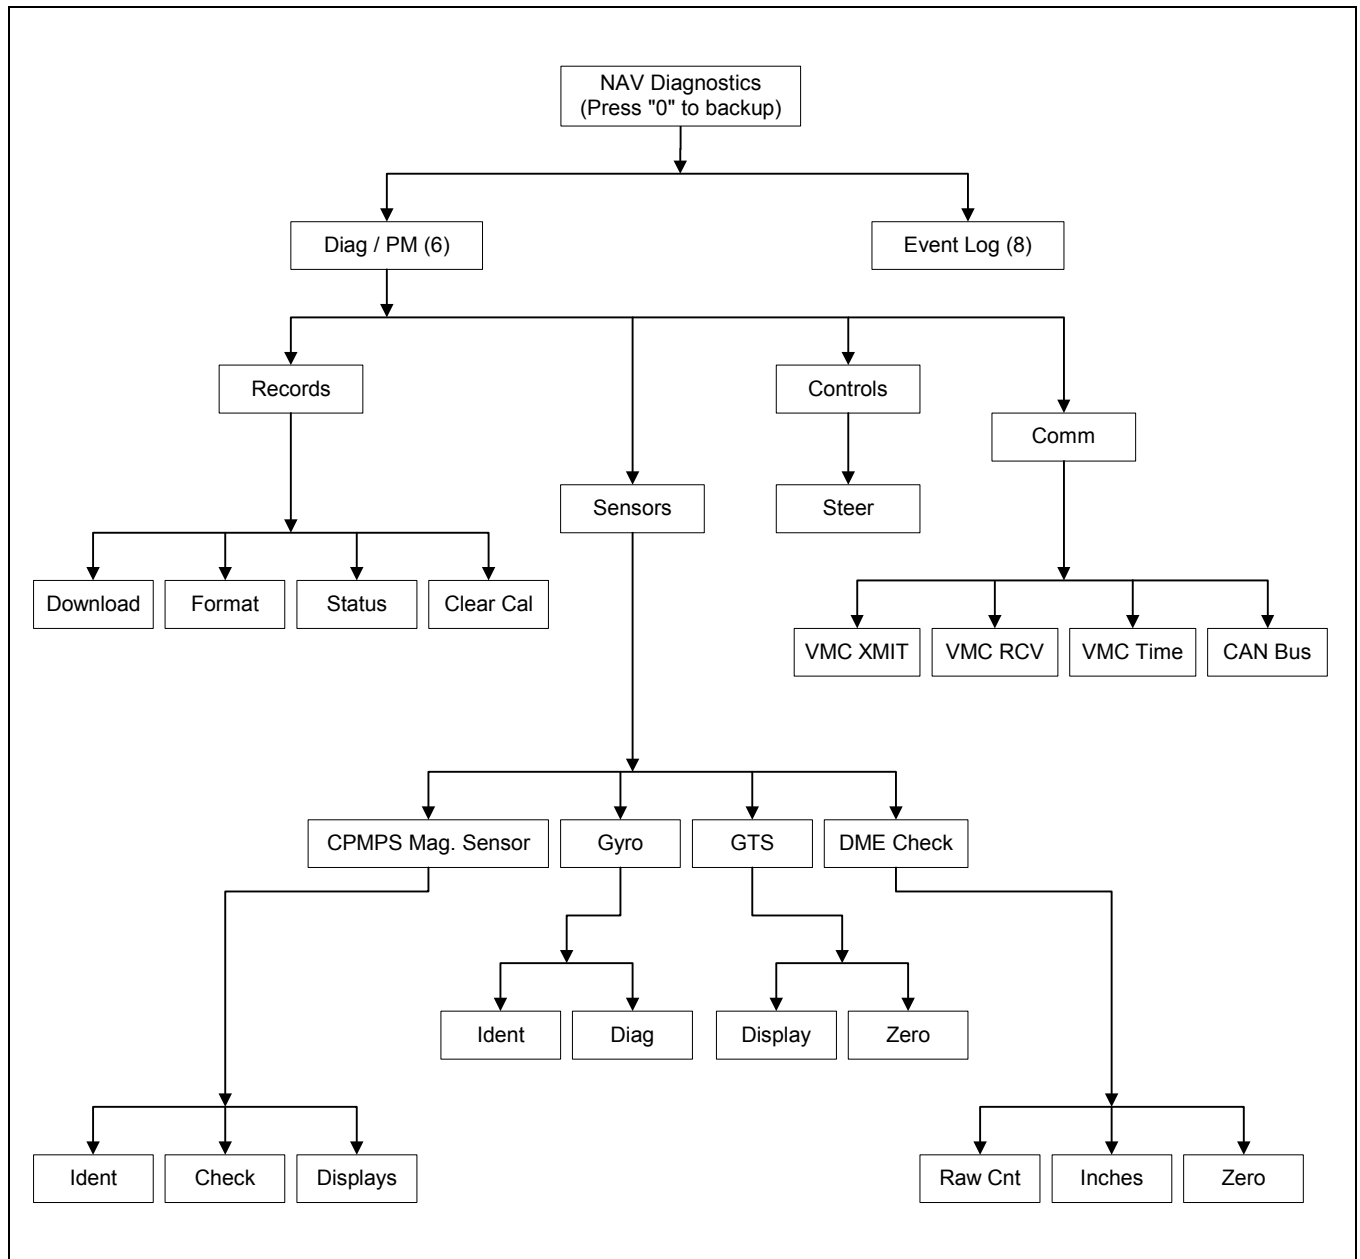 NAV Diagnostics
(Press "0" to backup)
Diag / PM (6)
Event Log (8)
Records
Controls
Comm
Sensors
Steer
Download
Format
Status
Clear Cal
VMC XMIT
VMC RCV
VMC Time
CAN Bus
CPMPS Mag. Sensor
Gyro
GTS
DME Check
Ident
Diag
Display
Zero
Ident
Check
Displays
Raw Cnt
Inches
Zero